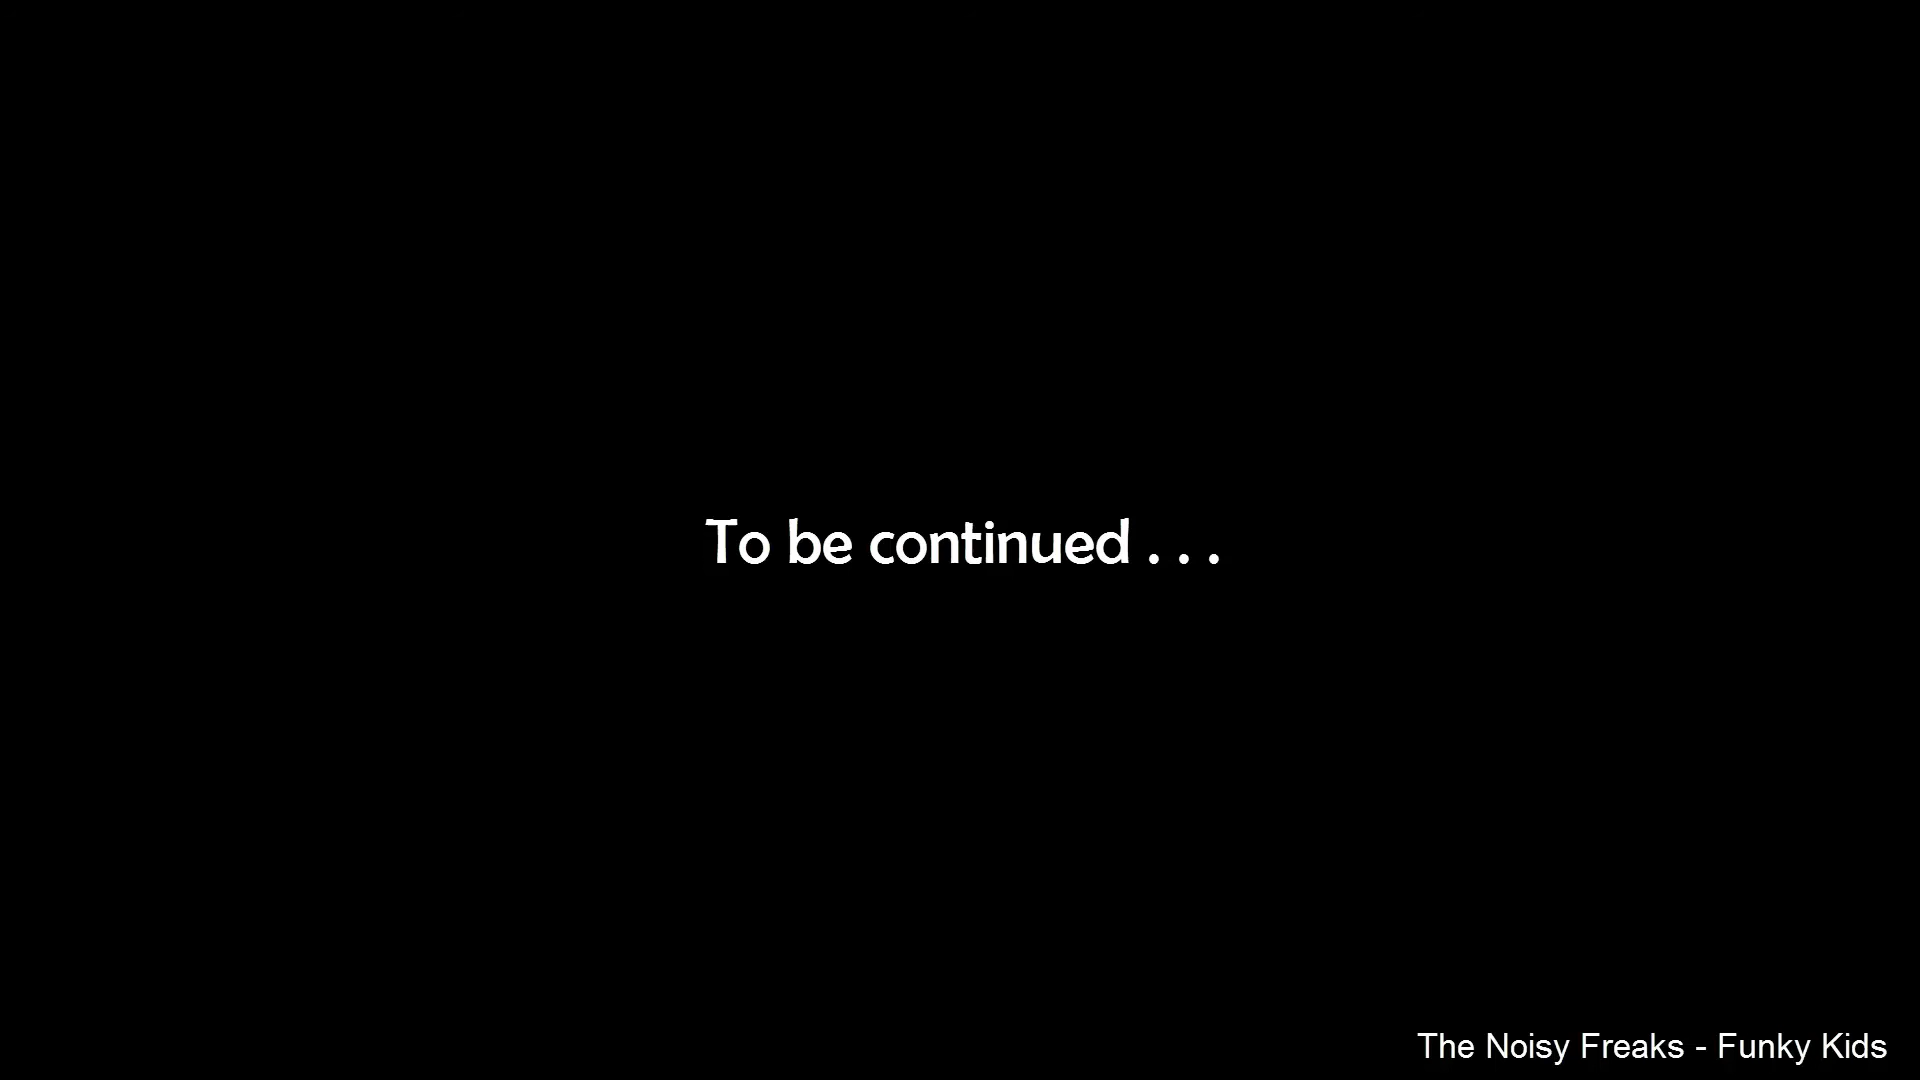 To be continued . . .
The Noisy Freaks - Funky Kids